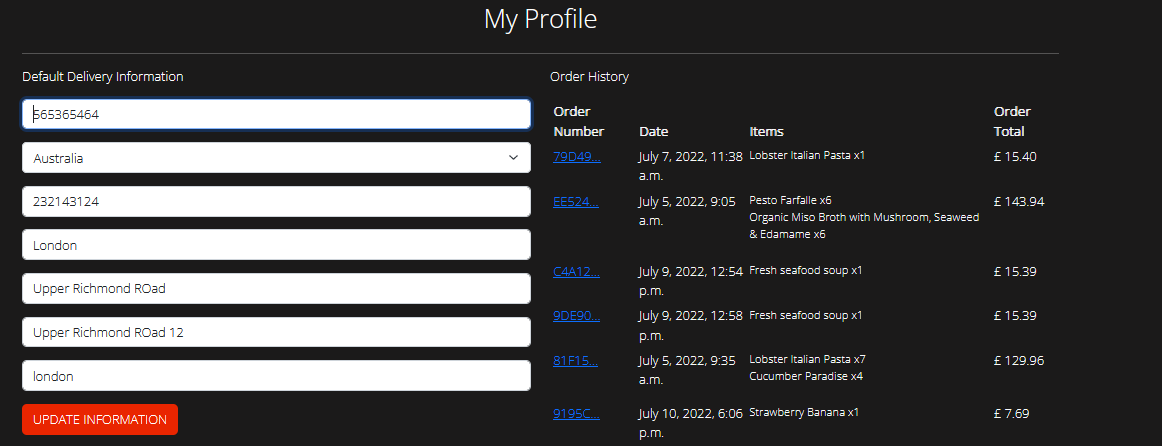 My Profile
Default Delivery Information
565365464
Australia
232143124
London
Upper Richmond ROad
Upper Richmond ROad 12
london
UPDATE INFORMATION
Order History
Order Number Date Items Order Total
79D49... July 7, 2022, 11:38 a.m. Lobster Italian Pasta x1 £ 15.40
EE524... July 5, 2022, 9:05 a.m. Pesto Farfalle x6 £ 143.94
Organic Miso Broth with Mushroom, Seaweed
& Edamame x6
C4A12... July 9, 2022, 12:54 p.m. Fresh seafood soup x1 £ 15.39
9DE90... July 9, 2022, 12:58 p.m. Fresh seafood soup x1 £ 15.39
81F15... July 5, 2022, 9:35 a.m. Lobster Italian Pasta x7 £ 129.96
Cucumber Paradise x4
9195C... July 10, 2022, 6:06 p.m. Strawberry Banana x1 £ 7.69